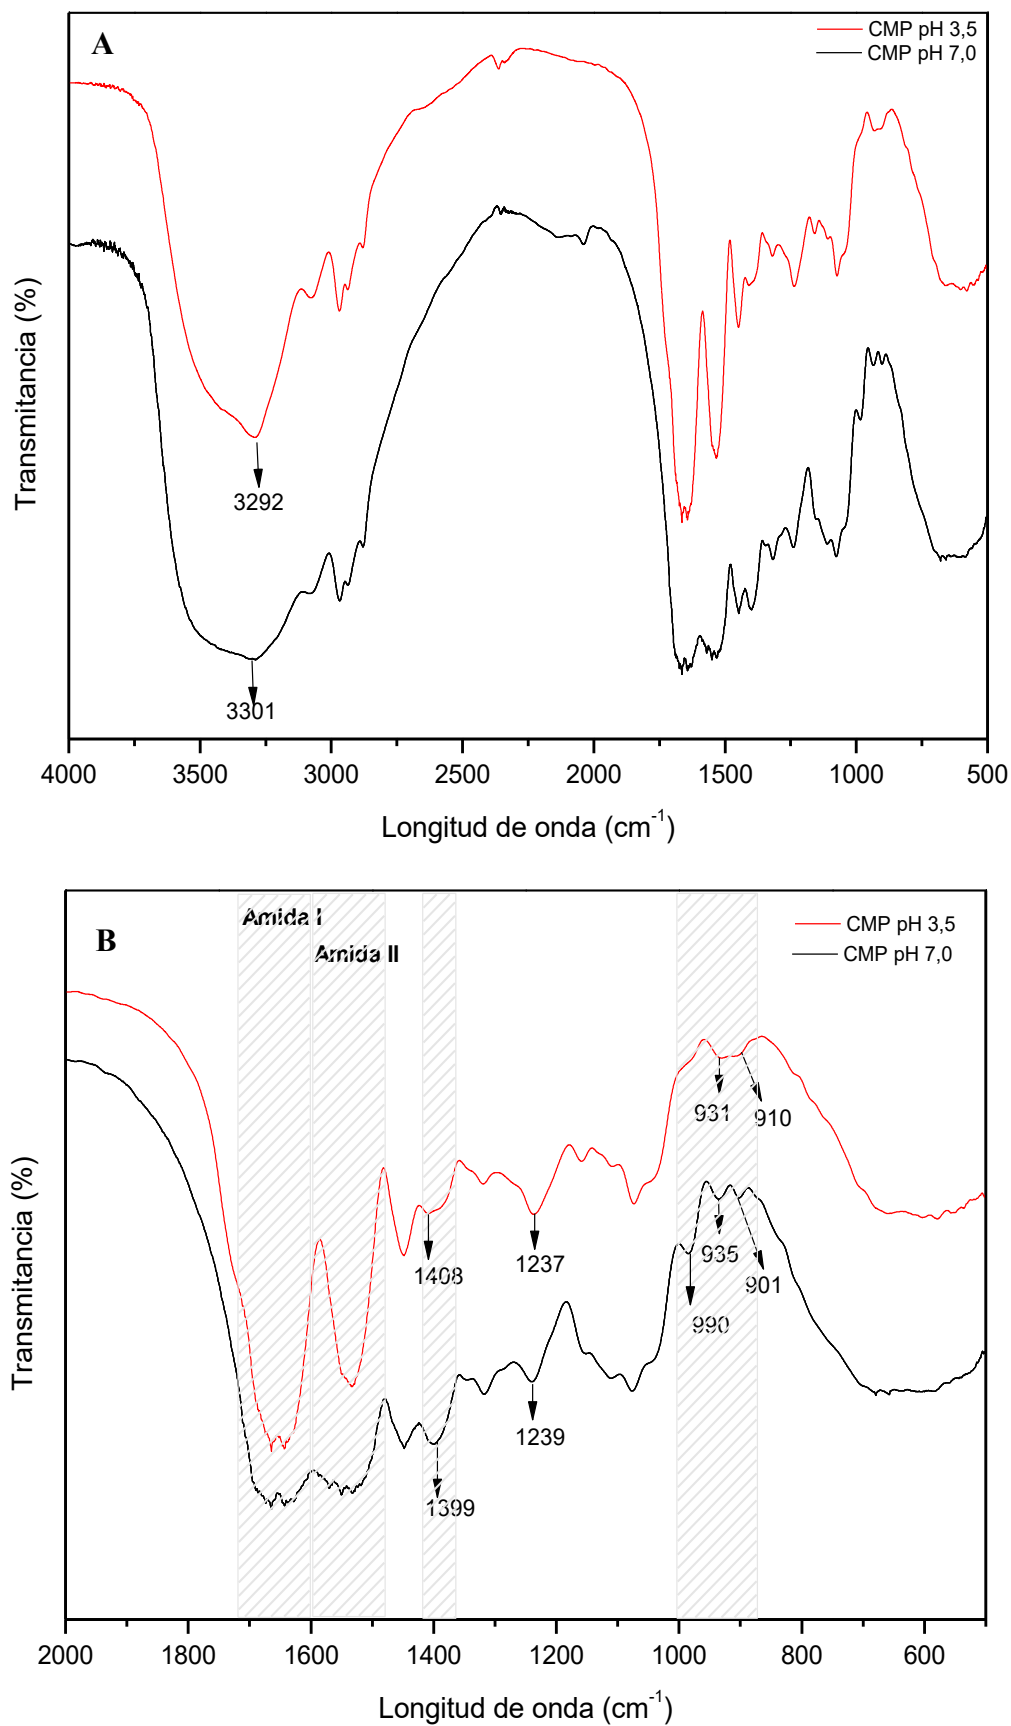 A
CMP pH 3,5
CMP pH 7,0
Transmitancia (%)
3292
3301
4000 3500 3000 2500 2000 1500 1000 500
Longitud de onda (cm-1)
B
Amida I
Amida II
CMP pH 3,5
CMP pH 7,0
Transmitancia (%)
931
910
1408
1237
935
901
990
1239
1399
2000 1800 1600 1400 1200 1000 800 600
Longitud de onda (cm-1)